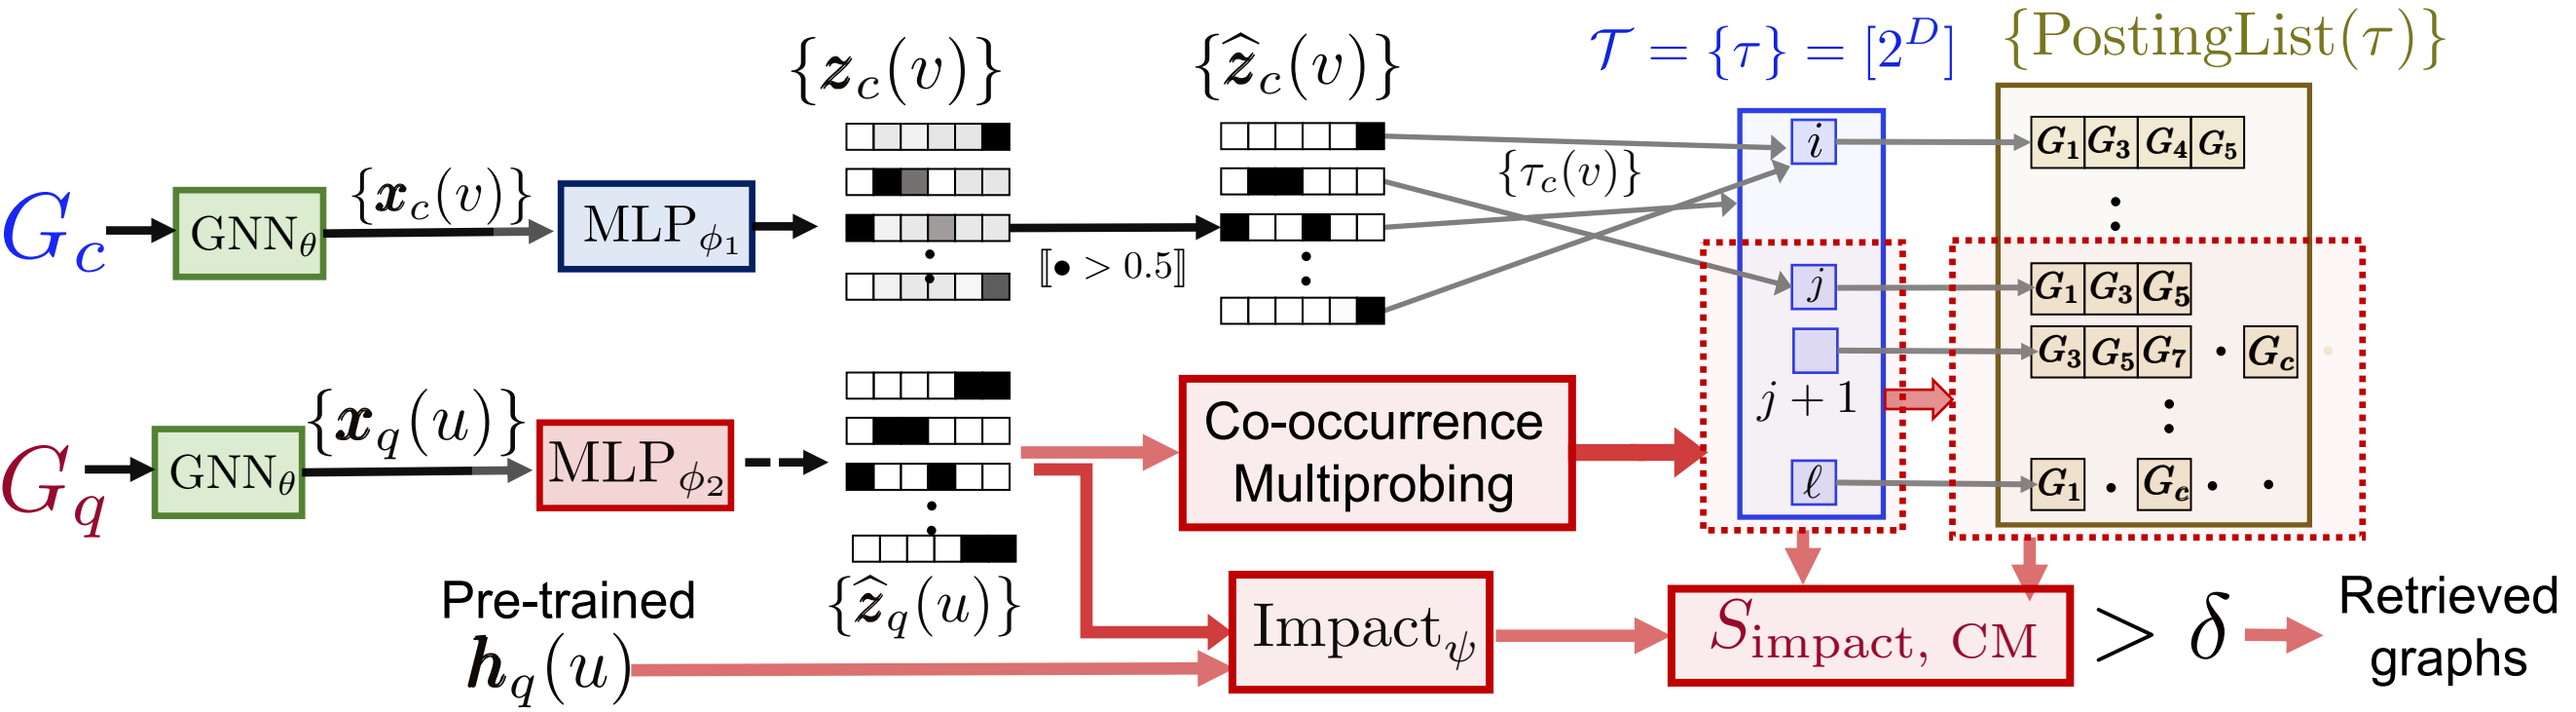 {z_c(v)}
{ẑ_c(v)}
𝒯 = {τ} = [2^D]
{PostingList(τ)}
G_c
GNN_θ
{x_c(v)}
MLP_ϕ₁
[[• > 0.5]]
{τ_c(v)}
i
G₁ G₃ G₄ G₅
j
G₁ G₃ G₅
j + 1
G₃ G₅ G₇ · G_c ·
ℓ
G₁ · G_c · ·
G_q
GNN_θ
{x_q(u)}
MLP_ϕ₂
{ẑ_q(u)}
Co-occurrence
Multiprobing
Pre-trained
h_q(u)
Impact_ψ
S_impact, CM
> δ
Retrieved
graphs